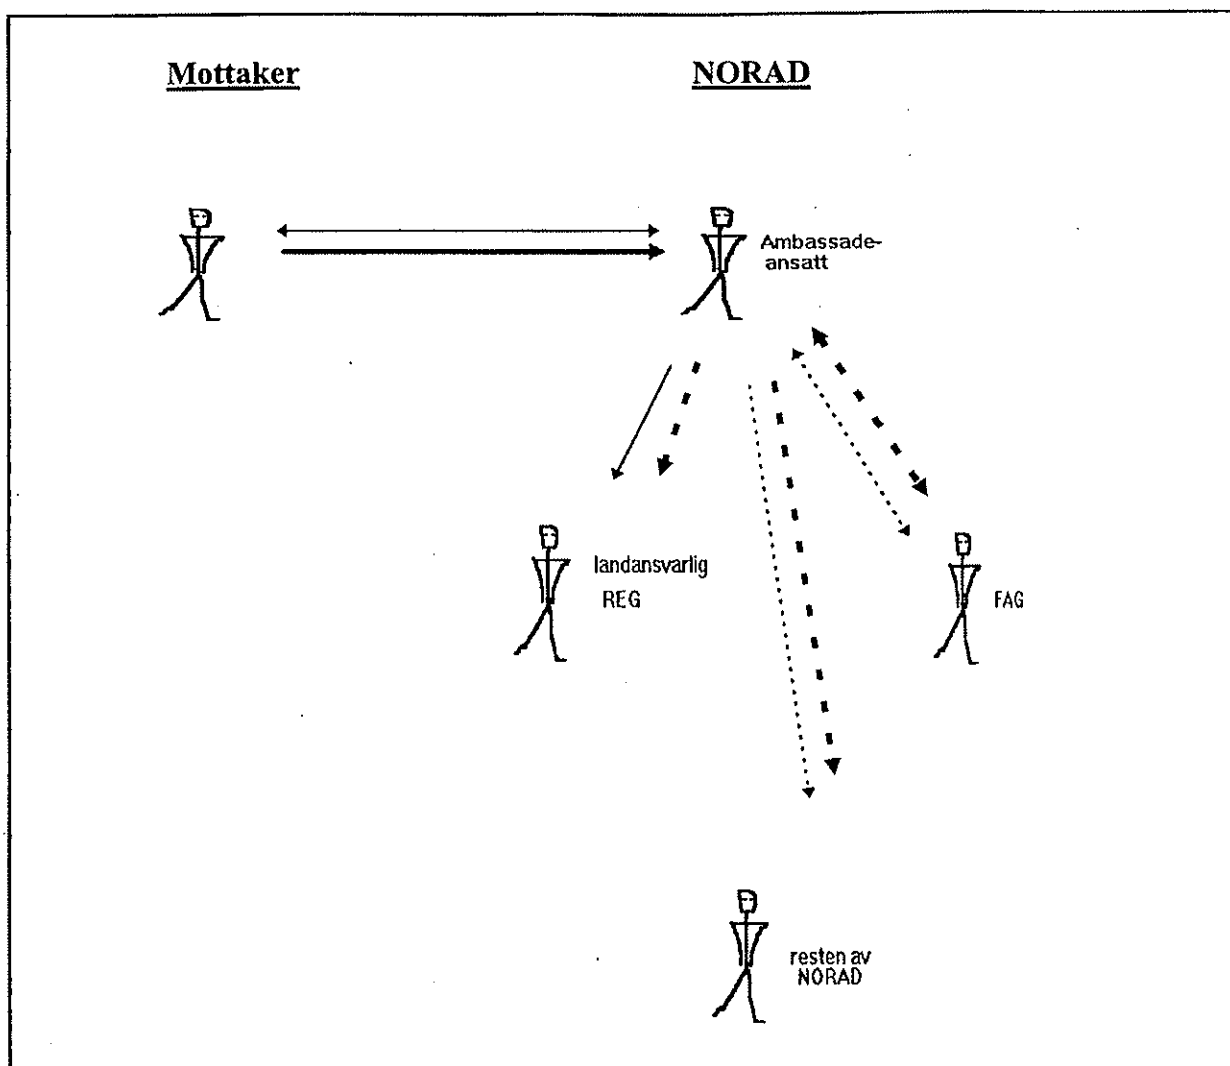 Mottaker
NORAD
Ambassade-
ansatt
landansvarlig
REG
FAG
resten av
NORAD